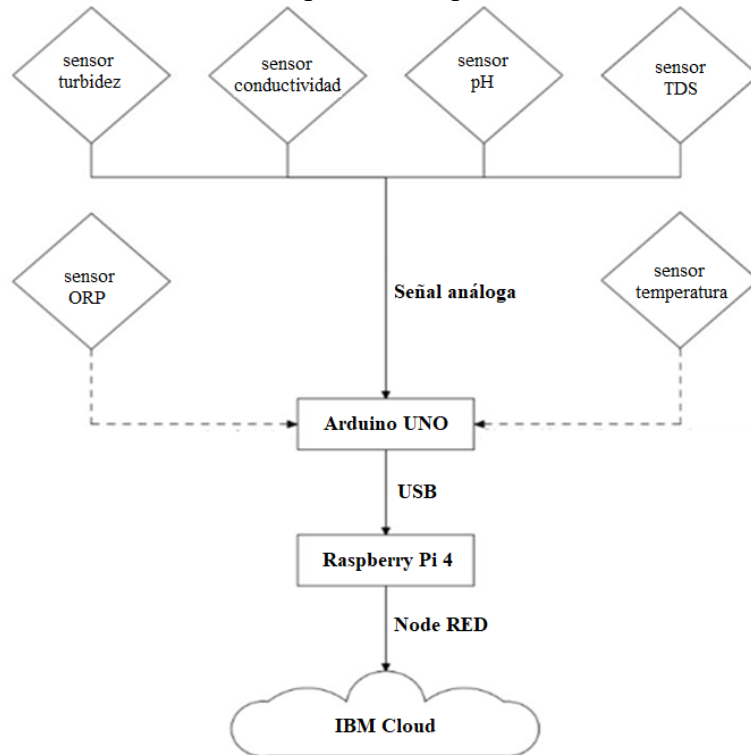 sensor
turbidez
sensor
conductividad
sensor
pH
sensor
TDS
sensor
ORP
Señal análoga
sensor
temperatura
Arduino UNO
USB
Raspberry Pi 4
Node RED
IBM Cloud